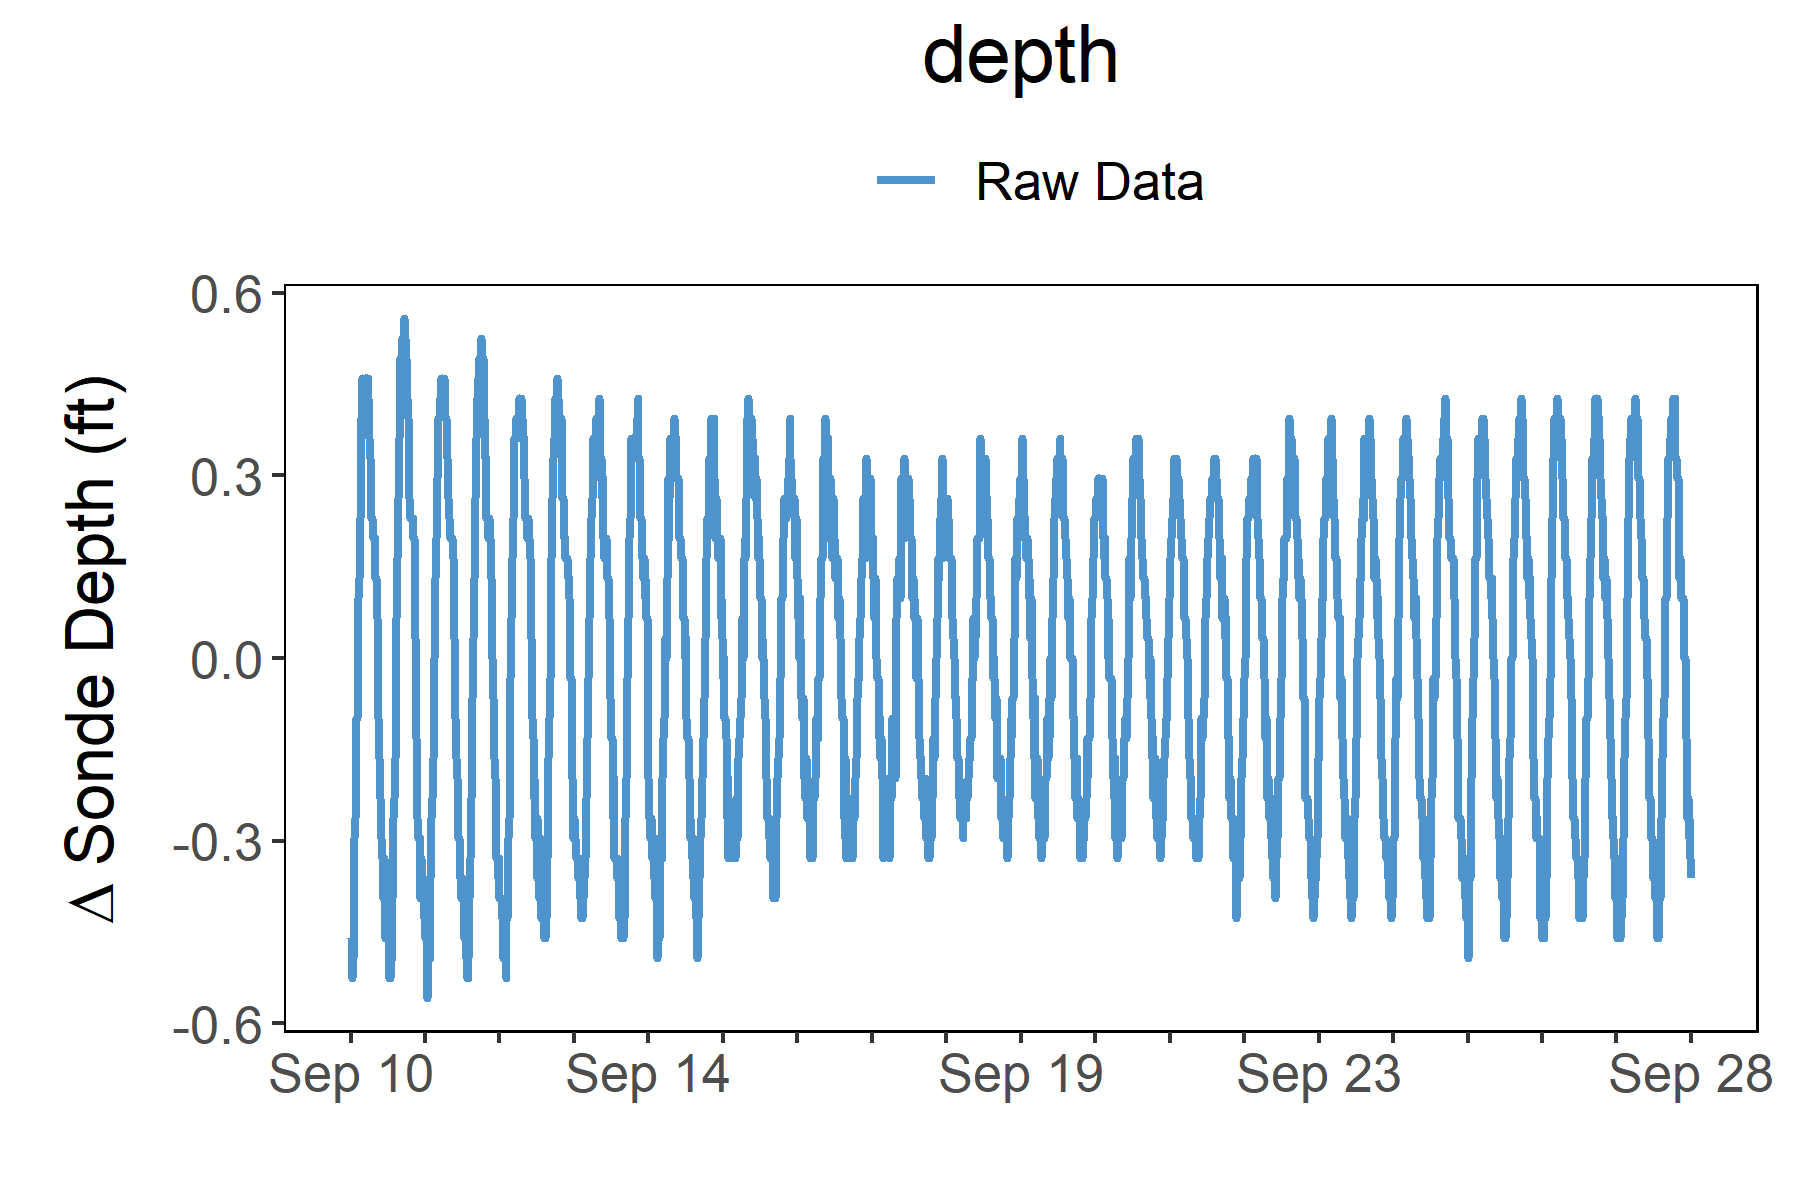 depth
Raw Data
Δ Sonde Depth (ft)
0.6
0.3
0.0
-0.3
-0.6
Sep 10 Sep 14 Sep 19 Sep 23 Sep 28